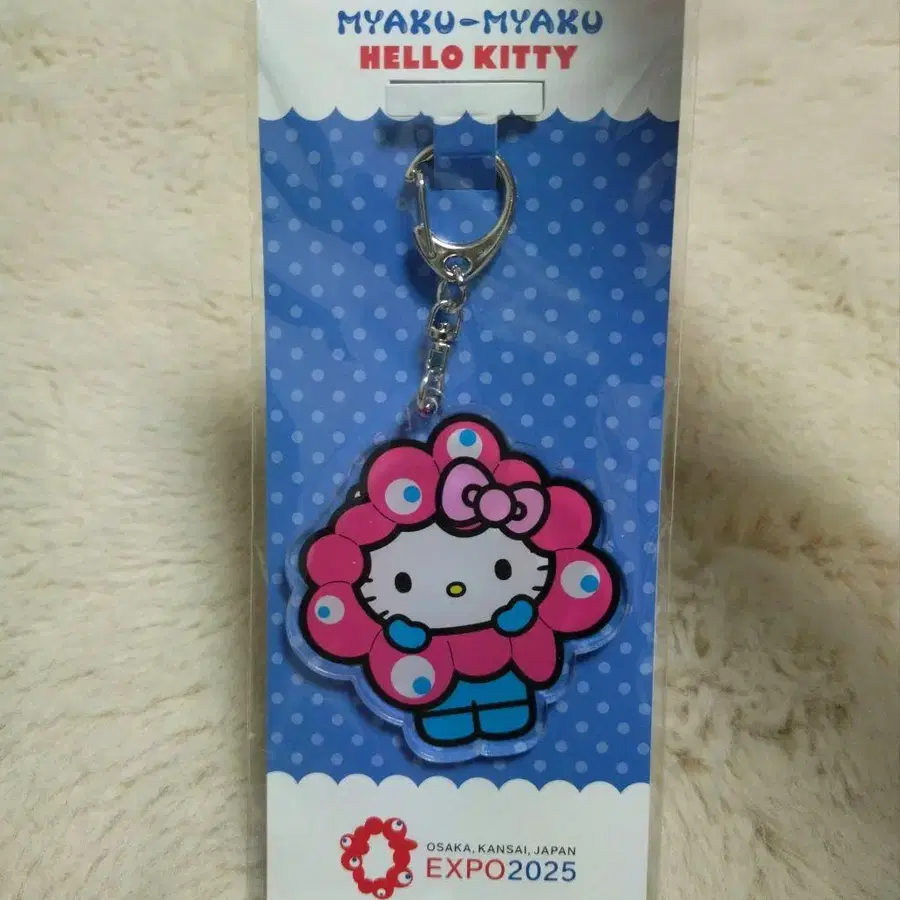 MYAKU-MYAKU
HELLO KITTY
OSAKA, KANSAI, JAPAN
EXPO2025